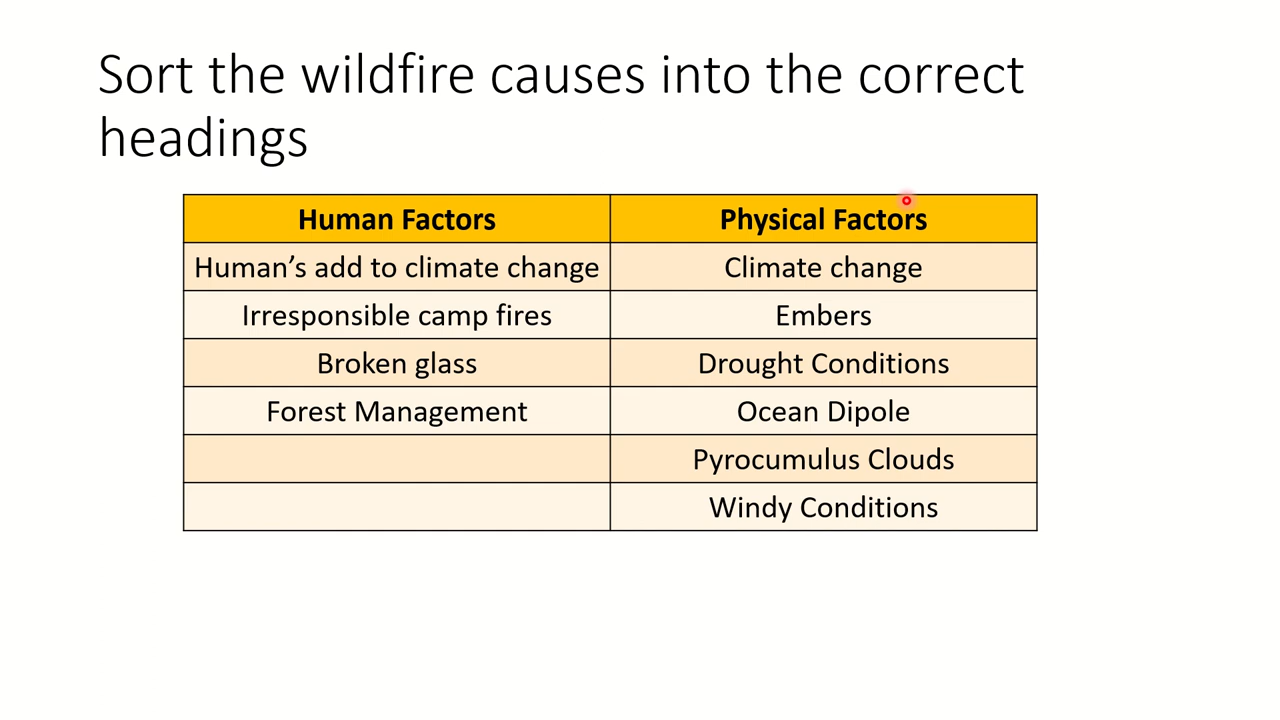 Sort the wildfire causes into the correct
headings
Human Factors
Physical Factors
Human’s add to climate change
Climate change
Irresponsible camp fires
Embers
Broken glass
Drought Conditions
Forest Management
Ocean Dipole
Pyrocumulus Clouds
Windy Conditions